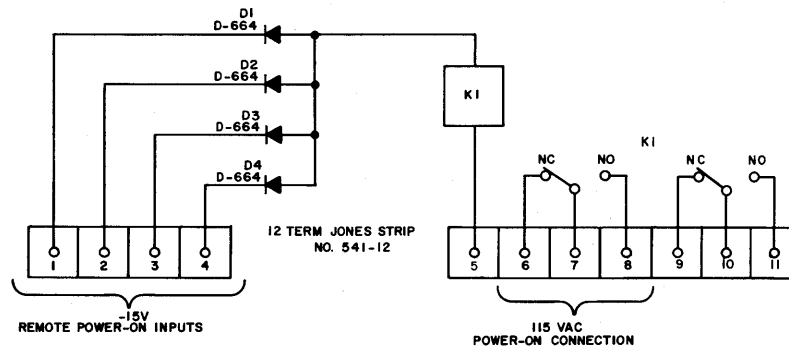 D1
D-664
D2
D-664
D3
D-664
D4
D-664
K1
K1
NC NO NC NO
12 TERM JONES STRIP
NO. 541-12
1 2 3 4 5 6 7 8 9 10 11
-15V
REMOTE POWER-ON INPUTS
115 VAC
POWER-ON CONNECTION